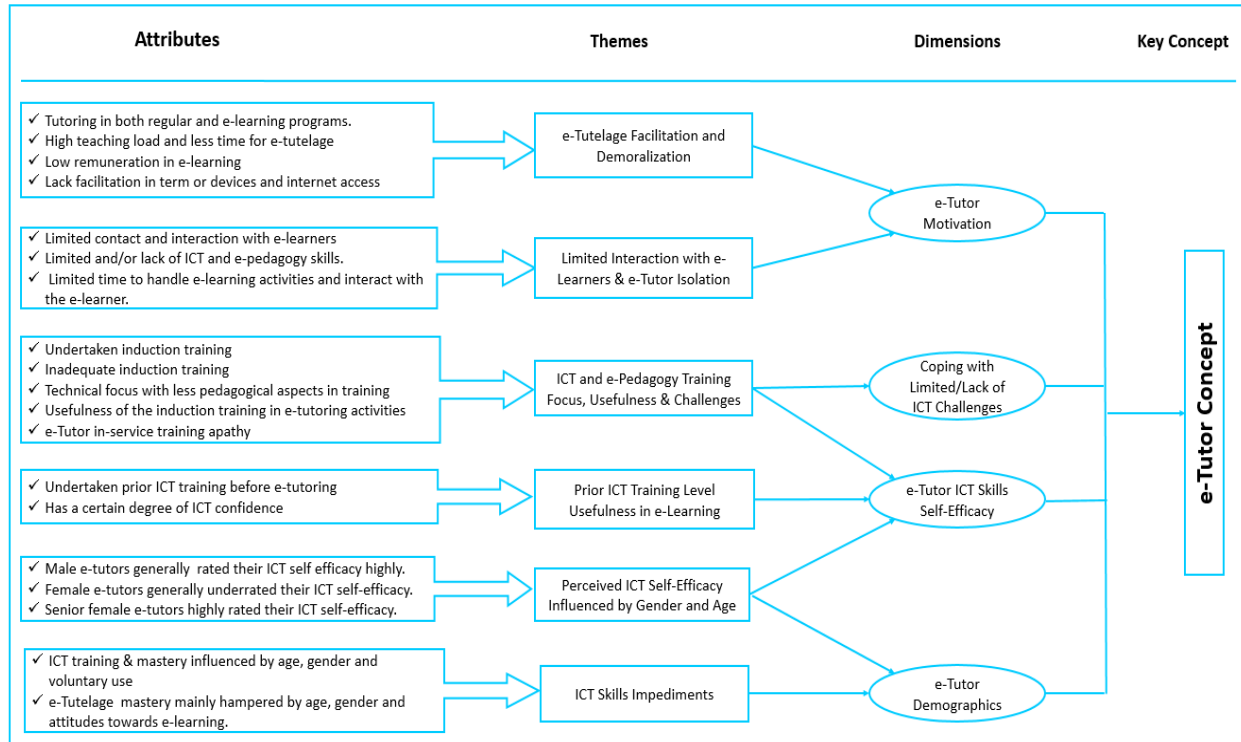 Attributes
Themes
Dimensions
Key Concept
✓ Tutoring in both regular and e-learning programs.
✓ High teaching load and less time for e-tutelage
✓ Low remuneration in e-learning
✓ Lack facilitation in term or devices and internet access
e-Tutelage Facilitation and
Demoralization
e-Tutor
Motivation
✓ Limited contact and interaction with e-learners
✓ Limited and/or lack of ICT and e-pedagogy skills.
✓ Limited time to handle e-learning activities and interact with
the e-learner.
Limited Interaction with e-
Learners & e-Tutor Isolation
✓ Undertaken induction training
✓ Inadequate induction training
✓ Technical focus with less pedagogical aspects in training
✓ Usefulness of the induction training in e-tutoring activities
✓ e-Tutor in-service training apathy
ICT and e-Pedagogy Training
Focus, Usefulness & Challenges
Coping with
Limited/Lack of
ICT Challenges
e-Tutor Concept
✓ Undertaken prior ICT training before e-tutoring
✓ Has a certain degree of ICT confidence
Prior ICT Training Level
Usefulness in e-Learning
e-Tutor ICT Skills
Self-Efficacy
✓ Male e-tutors generally rated their ICT self efficacy highly.
✓ Female e-tutors generally underrated their ICT self-efficacy.
✓ Senior female e-tutors highly rated their ICT self-efficacy.
Perceived ICT Self-Efficacy
Influenced by Gender and Age
✓ ICT training & mastery influenced by age, gender and
voluntary use
✓ e-Tutelage mastery mainly hampered by age, gender and
attitudes towards e-learning.
ICT Skills Impediments
e-Tutor
Demographics